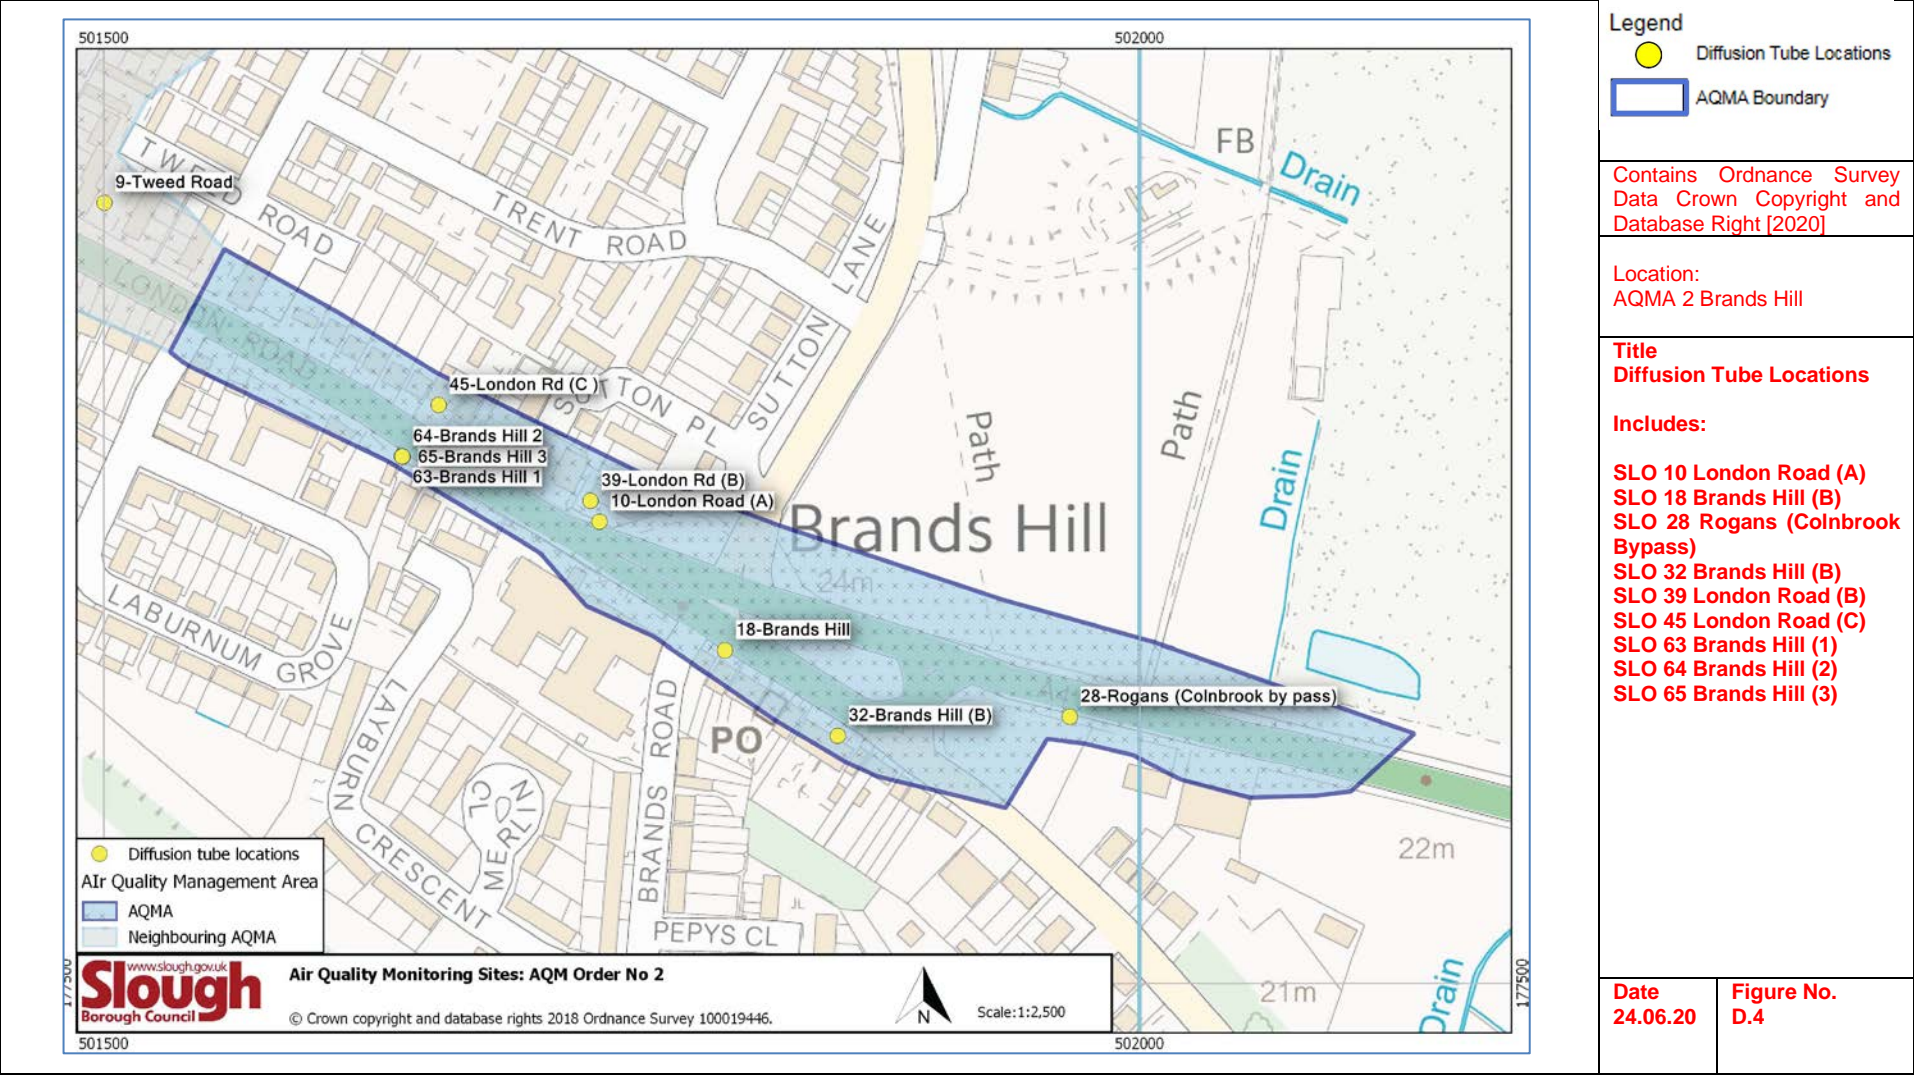 501500
502000
TWEED ROAD
9-Tweed Road
LONDON ROAD
TRENT ROAD
SUTTON LANE
SUTTON PL
FB
Drain
Path
Path
Drain
45-London Rd (C )
64-Brands Hill 2
65-Brands Hill 3
63-Brands Hill 1
39-London Rd (B)
10-London Road (A)
Brands Hill
24m
18-Brands Hill
28-Rogans (Colnbrook by pass)
32-Brands Hill (B)
PO
LABURNUM GROVE
LAYBURN CRESCENT
MERLIN CL
BRANDS ROAD
PEPYS CL
22m
21m
Drain
Diffusion tube locations
AIr Quality Management Area
AQMA
Neighbouring AQMA
177500
177500
www.slough.gov.uk
Slough
Borough Council
Air Quality Monitoring Sites: AQM Order No 2
© Crown copyright and database rights 2018 Ordnance Survey 100019446.
N
Scale:1:2,500
501500
502000
Legend
Diffusion Tube Locations
AQMA Boundary
Contains Ordnance Survey
Data Crown Copyright and
Database Right [2020]
Location:
AQMA 2 Brands Hill
Title
Diffusion Tube Locations
Includes:
SLO 10 London Road (A)
SLO 18 Brands Hill (B)
SLO 28 Rogans (Colnbrook
Bypass)
SLO 32 Brands Hill (B)
SLO 39 London Road (B)
SLO 45 London Road (C)
SLO 63 Brands Hill (1)
SLO 64 Brands Hill (2)
SLO 65 Brands Hill (3)
Date
24.06.20
Figure No.
D.4